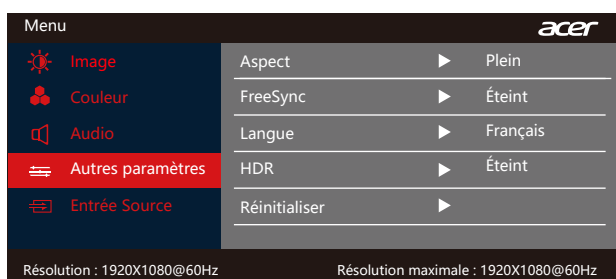 Menu acer
Image Aspect Plein
Couleur FreeSync Éteint
Audio Langue Français
Autres paramètres HDR Éteint
Entrée Source Réinitialiser
Résolution : 1920X1080@60Hz Résolution maximale : 1920X1080@60Hz